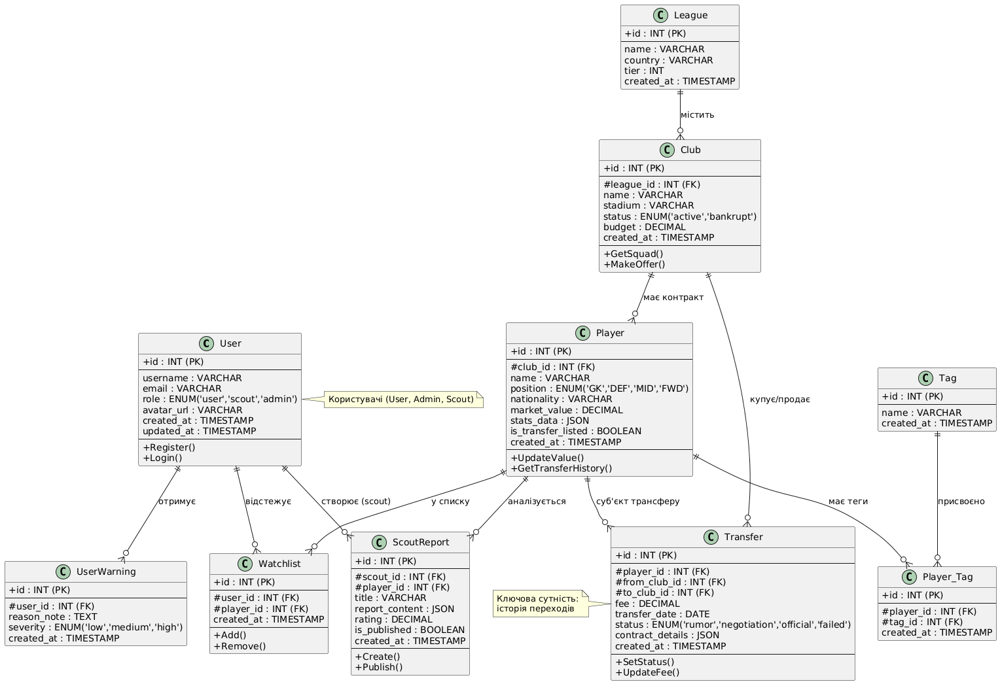 League
+id : INT (PK)
name : VARCHAR
country : VARCHAR
tier : INT
created_at : TIMESTAMP
містить
Club
+id : INT (PK)
#league_id : INT (FK)
name : VARCHAR
stadium : VARCHAR
status : ENUM('active','bankrupt')
budget : DECIMAL
created_at : TIMESTAMP
+GetSquad()
+MakeOffer()
має контракт
купує/продає
User
+id : INT (PK)
username : VARCHAR
email : VARCHAR
role : ENUM('user','scout','admin')
avatar_url : VARCHAR
created_at : TIMESTAMP
updated_at : TIMESTAMP
+Register()
+Login()
Користувачі (User, Admin, Scout)
Player
+id : INT (PK)
#club_id : INT (FK)
name : VARCHAR
position : ENUM('GK','DEF','MID','FWD')
nationality : VARCHAR
market_value : DECIMAL
stats_data : JSON
is_transfer_listed : BOOLEAN
created_at : TIMESTAMP
+UpdateValue()
+GetTransferHistory()
Tag
+id : INT (PK)
name : VARCHAR
created_at : TIMESTAMP
отримує
відстежує
створює (scout)
у списку
аналізується
суб'єкт трансферу
має теги
присвоєно
UserWarning
+id : INT (PK)
#user_id : INT (FK)
reason_note : TEXT
severity : ENUM('low','medium','high')
created_at : TIMESTAMP
Watchlist
+id : INT (PK)
#user_id : INT (FK)
#player_id : INT (FK)
created_at : TIMESTAMP
+Add()
+Remove()
ScoutReport
+id : INT (PK)
#scout_id : INT (FK)
#player_id : INT (FK)
title : VARCHAR
report_content : JSON
rating : DECIMAL
is_published : BOOLEAN
created_at : TIMESTAMP
+Create()
+Publish()
Ключова сутність:
історія переходів
Transfer
+id : INT (PK)
#player_id : INT (FK)
#from_club_id : INT (FK)
#to_club_id : INT (FK)
fee : DECIMAL
transfer_date : DATE
status : ENUM('rumor','negotiation','official','failed')
contract_details : JSON
created_at : TIMESTAMP
+SetStatus()
+UpdateFee()
Player_Tag
+id : INT (PK)
#player_id : INT (FK)
#tag_id : INT (FK)
created_at : TIMESTAMP